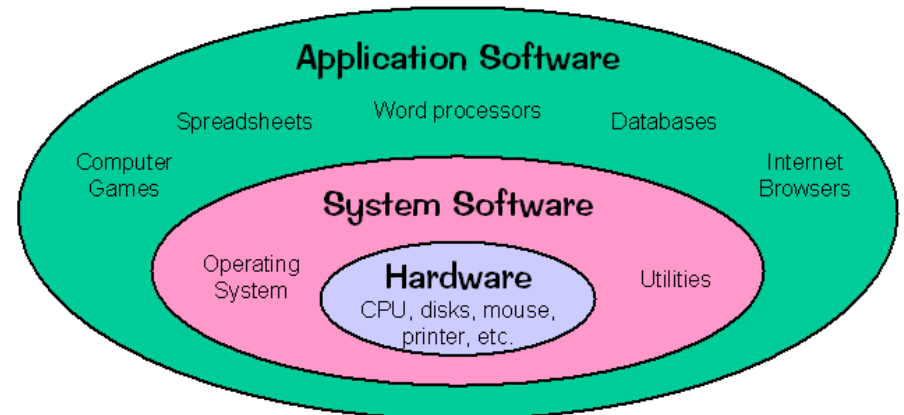 Application Software
Word processors
Spreadsheets
Databases
Computer
Games
Internet
Browsers
System Software
Operating
System
Utilities
Hardware
CPU, disks, mouse,
printer, etc.